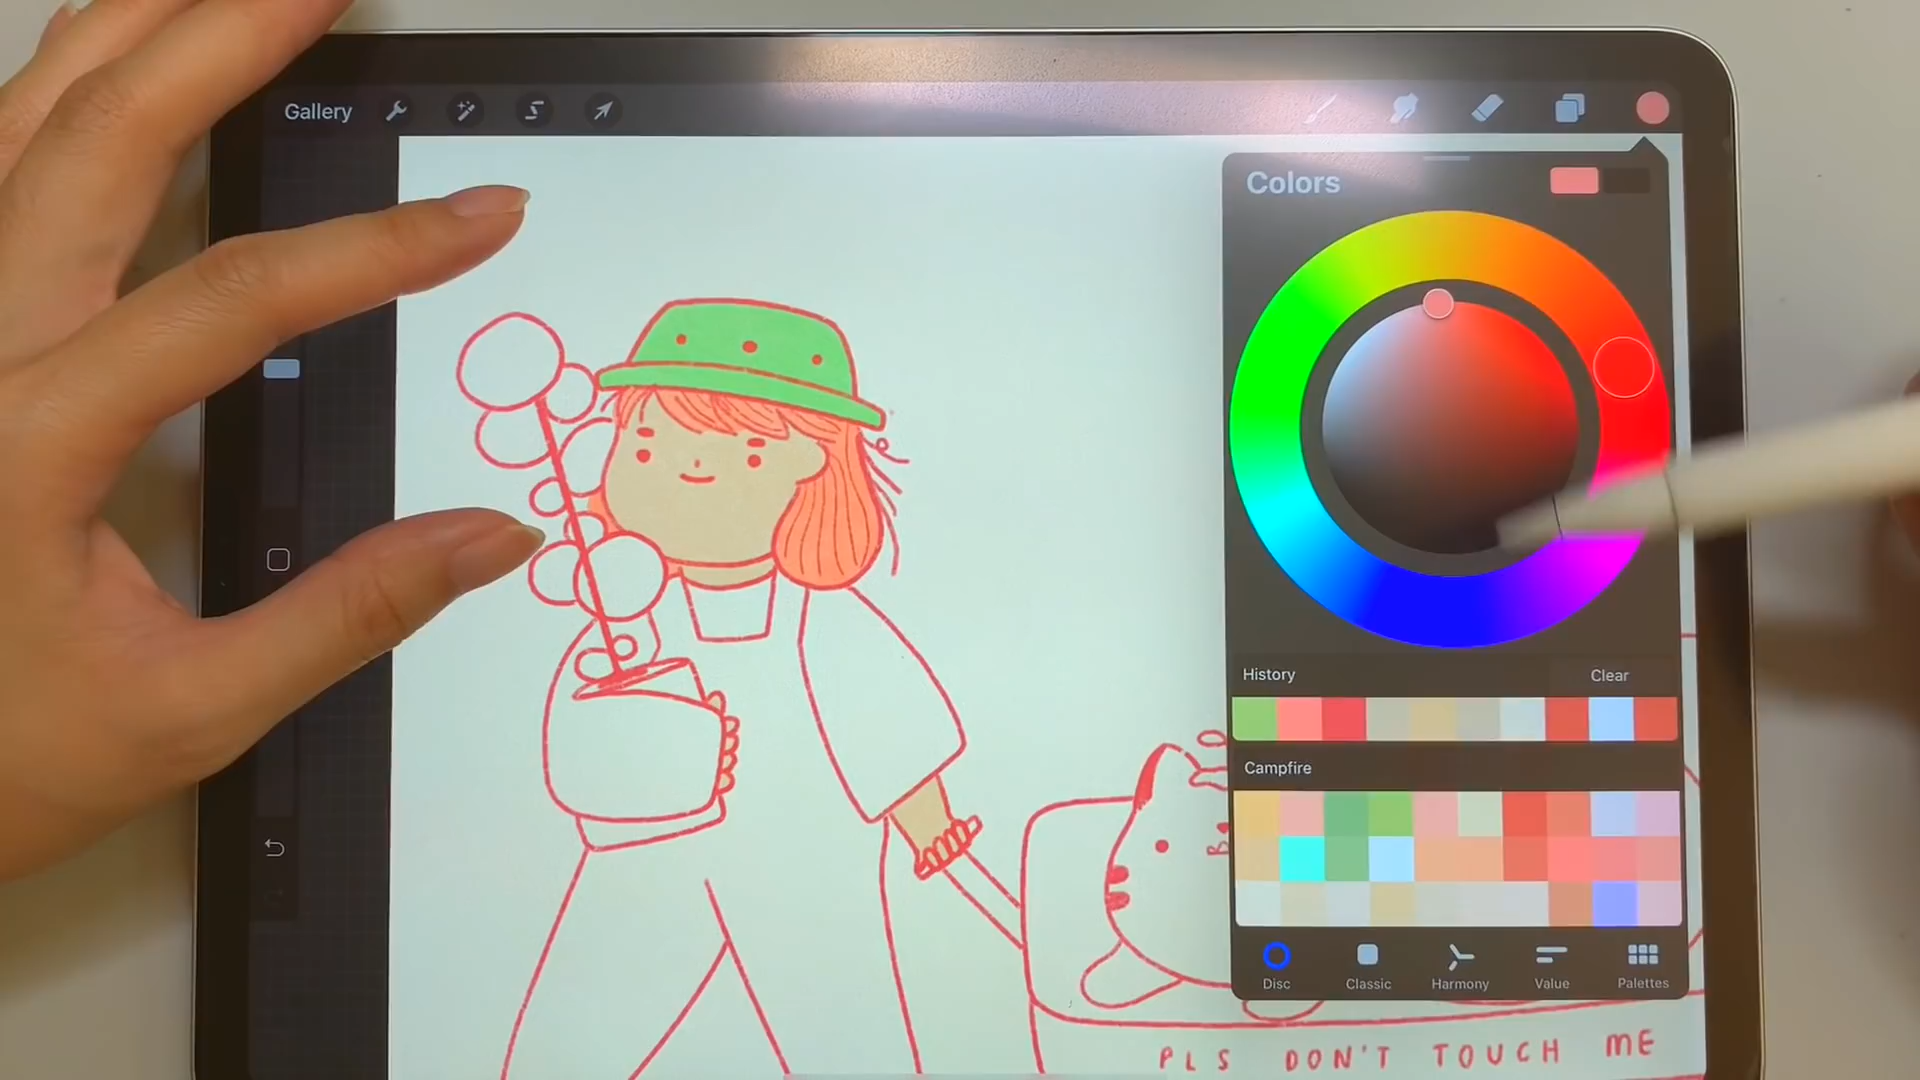 Gallery
Colors
History
Clear
Campfire
Disc
Classic
Harmony
Value
Palettes
PLS DON'T TOUCH ME